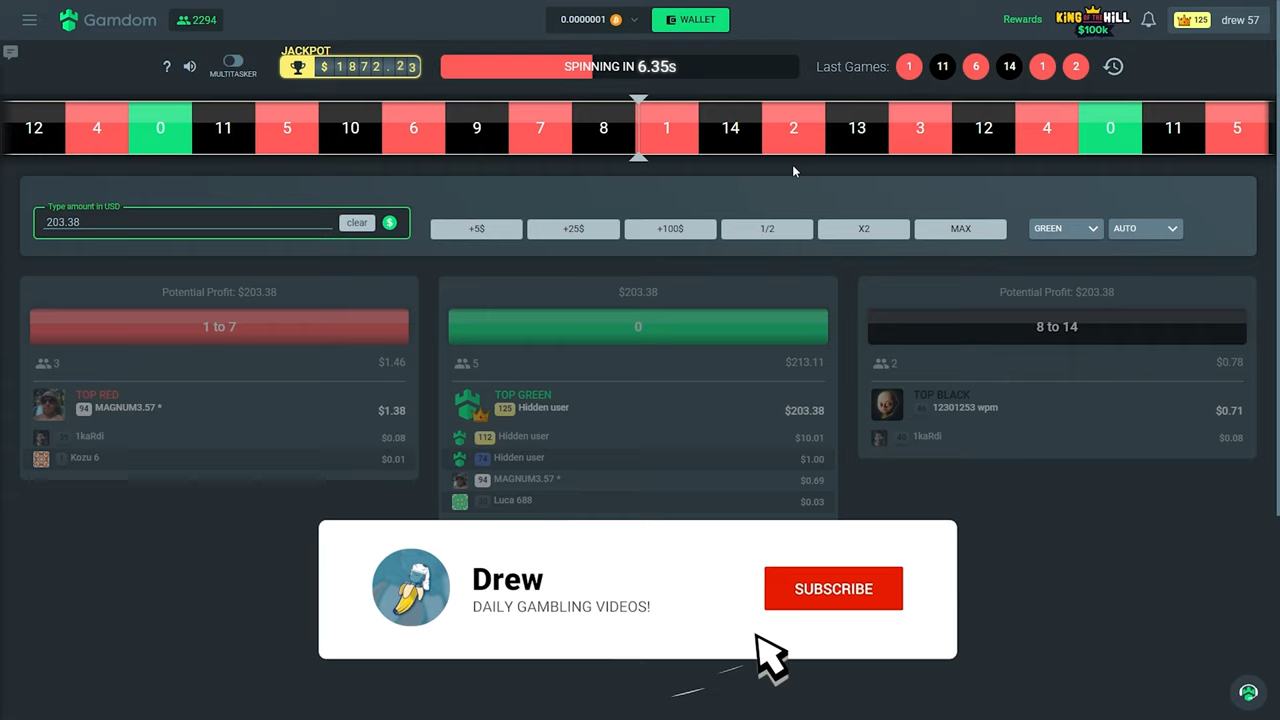 Gamdom
2294
0.0000001
WALLET
Rewards
KING OF THE HILL
$100k
125
drew 57
?
MULTITASKER
JACKPOT
$ 1872.23
SPINNING IN 6.35s
Last Games:
1
11
6
14
1
2
12
4
0
11
5
10
6
9
7
8
1
14
2
13
3
12
4
0
11
5
Type amount in USD
203.38
clear
$
+5$
+25$
+100$
1/2
X2
MAX
GREEN
AUTO
Potential Profit: $203.38
1 to 7
3
$1.46
TOP RED
94 MAGNUM3.57 *
$1.38
1kaRdi
$0.08
Kozu 6
$0.01
$203.38
0
5
$213.11
TOP GREEN
125 Hidden user
$203.38
112 Hidden user
$10.01
74 Hidden user
$1.00
94 MAGNUM3.57 *
$0.69
Luca 688
$0.03
Potential Profit: $203.38
8 to 14
2
$0.78
TOP BLACK
12301253 wpm
$0.71
40 1kaRdi
$0.08
Drew
DAILY GAMBLING VIDEOS!
SUBSCRIBE